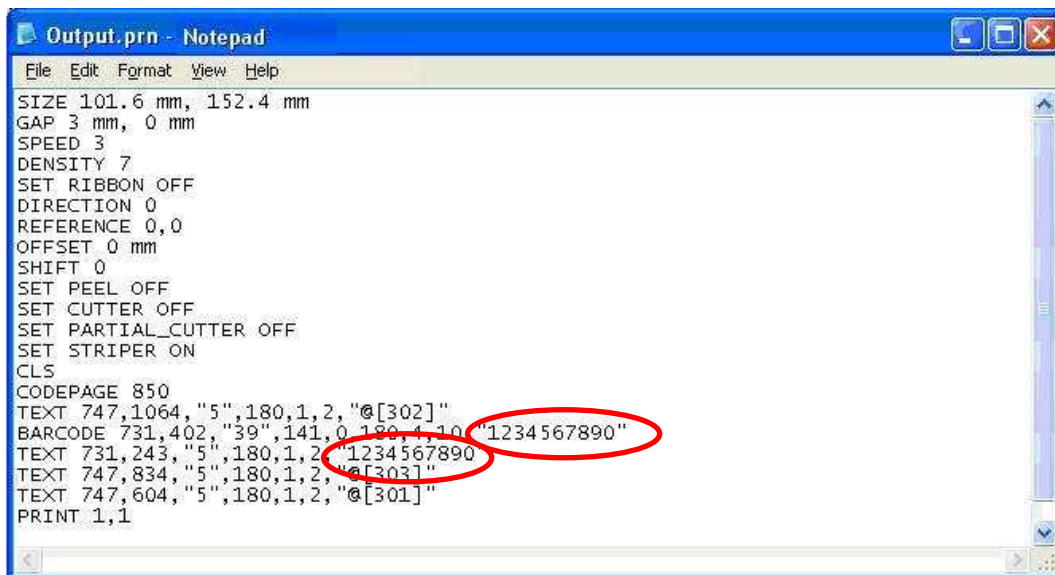 Output.prn - Notepad
File Edit Format View Help
SIZE 101.6 mm, 152.4 mm
GAP 3 mm, 0 mm
SPEED 3
DENSITY 7
SET RIBBON OFF
DIRECTION 0
REFERENCE 0,0
OFFSET 0 mm
SHIFT 0
SET PEEL OFF
SET CUTTER OFF
SET PARTIAL_CUTTER OFF
SET STRIPER ON
CLS
CODEPAGE 850
TEXT 747,1064,"5",180,1,2,"@[302]"
BARCODE 731,402,"39",141,0,180,4,10,"1234567890"
TEXT 731,243,"5",180,1,2,"1234567890
TEXT 747,834,"5",180,1,2,"@[303]"
TEXT 747,604,"5",180,1,2,"@[301]"
PRINT 1,1